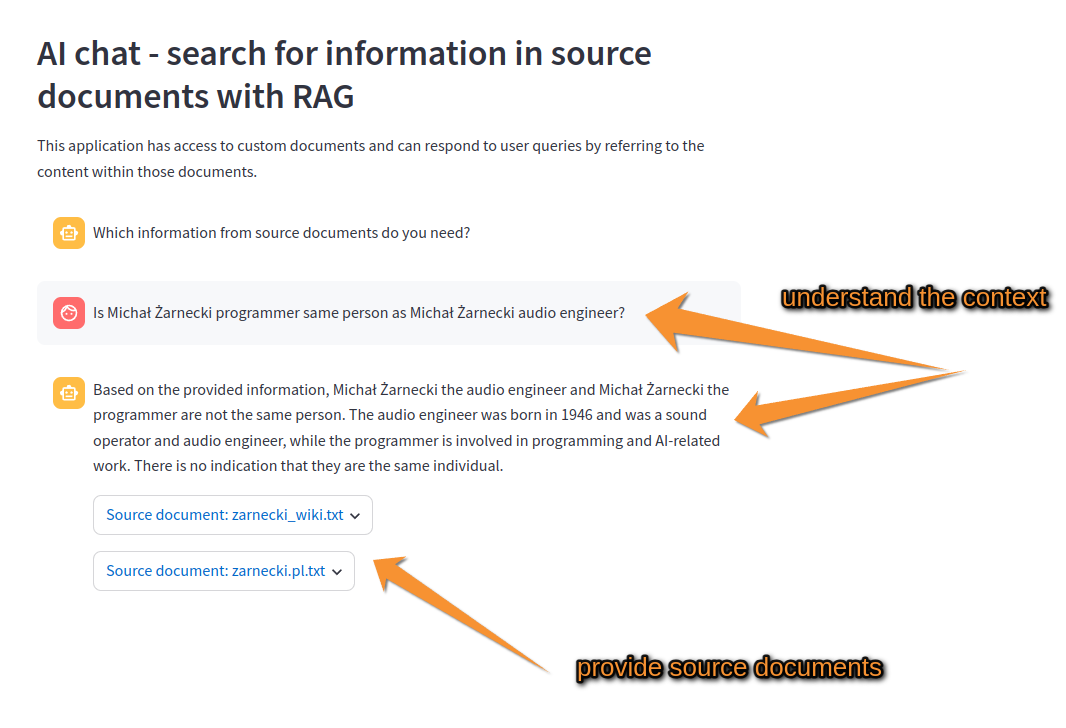 AI chat - search for information in source
documents with RAG
This application has access to custom documents and can respond to user queries by referring to the
content within those documents.
Which information from source documents do you need?
understand the context
Is Michał Żarnecki programmer same person as Michał Żarnecki audio engineer?
Based on the provided information, Michał Żarnecki the audio engineer and Michał Żarnecki the
programmer are not the same person. The audio engineer was born in 1946 and was a sound
operator and audio engineer, while the programmer is involved in programming and AI-related
work. There is no indication that they are the same individual.
Source document: zarnecki_wiki.txt
Source document: zarnecki.pl.txt
provide source documents